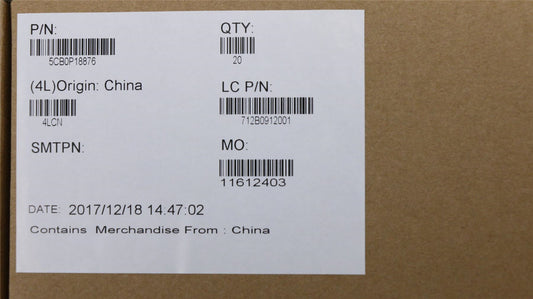 P/N:
5CB0P18876
QTY:
20
(4L)Origin: China
4LCN
LC P/N:
712B0912001
SMTPN:
MO:
11612403
DATE: 2017/12/18 14:47:02
Contains Merchandise From : China